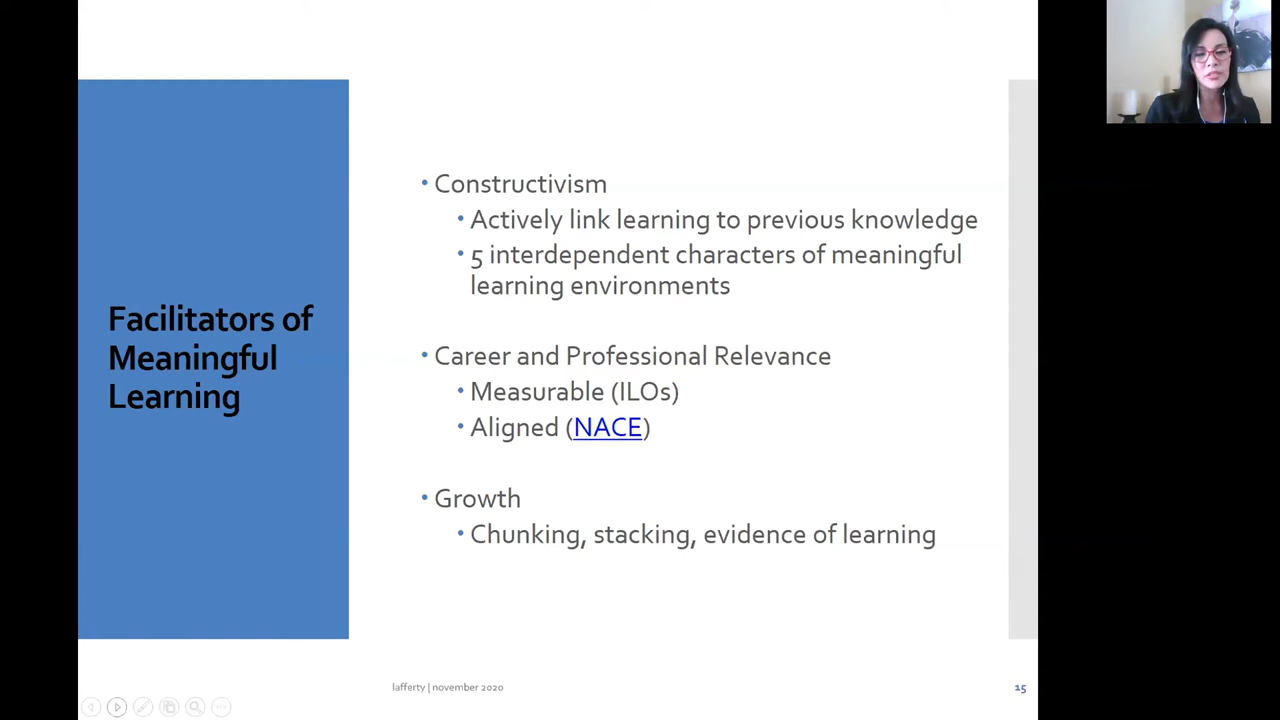 Facilitators of
Meaningful
Learning
• Constructivism
• Actively link learning to previous knowledge
• 5 interdependent characters of meaningful
learning environments
• Career and Professional Relevance
• Measurable (ILOs)
• Aligned (NACE)
• Growth
• Chunking, stacking, evidence of learning
lafferty | november 2020
15